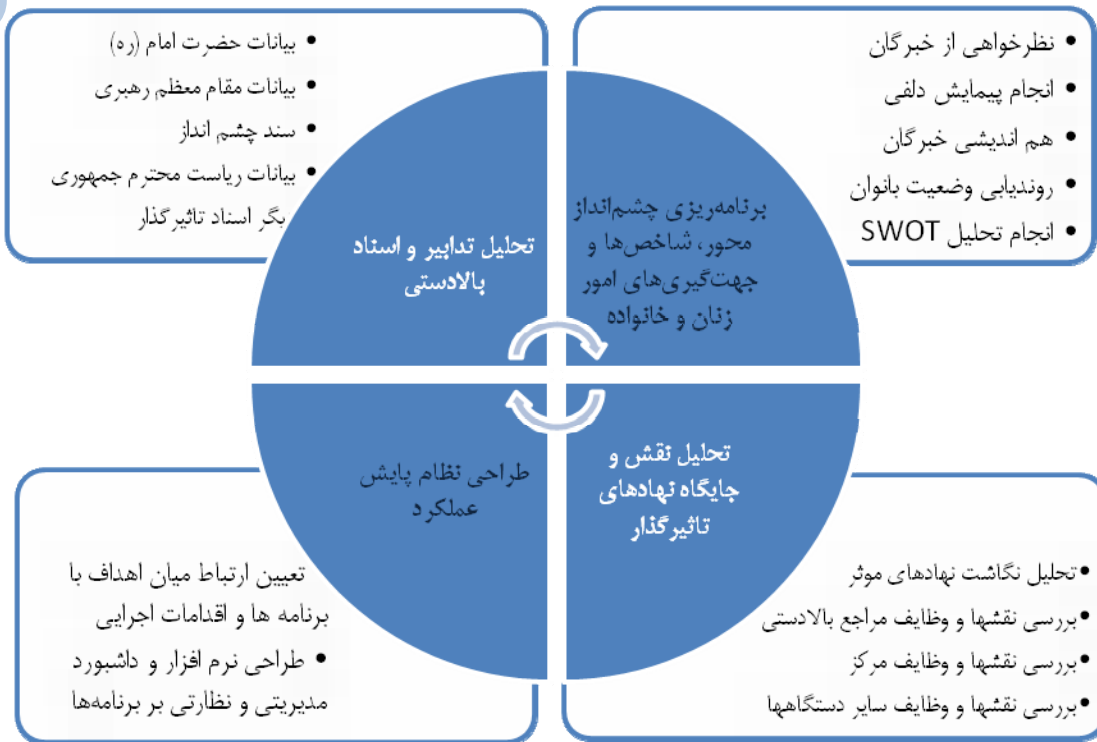 نظرخواهی از خبرگان •
انجام پیمایش دلفی •
هم اندیشی خبرگان •
روندیابی وضعیت بانوان •
انجام تحلیل SWOT •
بیانات حضرت امام (ره) •
بیانات مقام معظم رهبری •
سند چشم انداز •
بیانات ریاست محترم جمهوری •
یگر اسناد تاثیرگذار
برنامه‌ریزی چشم‌انداز
محور، شاخص‌ها و
جهت‌گیری‌های امور
زنان و خانواده
تحلیل تدابیر و اسناد
بالادستی
تحلیل نقش و
جایگاه نهادهای
تاثیرگذار
طراحی نظام پایش
عملکرد
•تحلیل نگاشت نهادهای موثر
•بررسی نقشها و وظایف مراجع بالادستی
•بررسی نقشها و وظایف مرکز
•بررسی نقشها و وظایف سایر دستگاهها
تعیین ارتباط میان اهداف با
برنامه ها و اقدامات اجرایی
• طراحی نرم افزار و داشبورد
مدیریتی و نظارتی بر برنامه‌ها